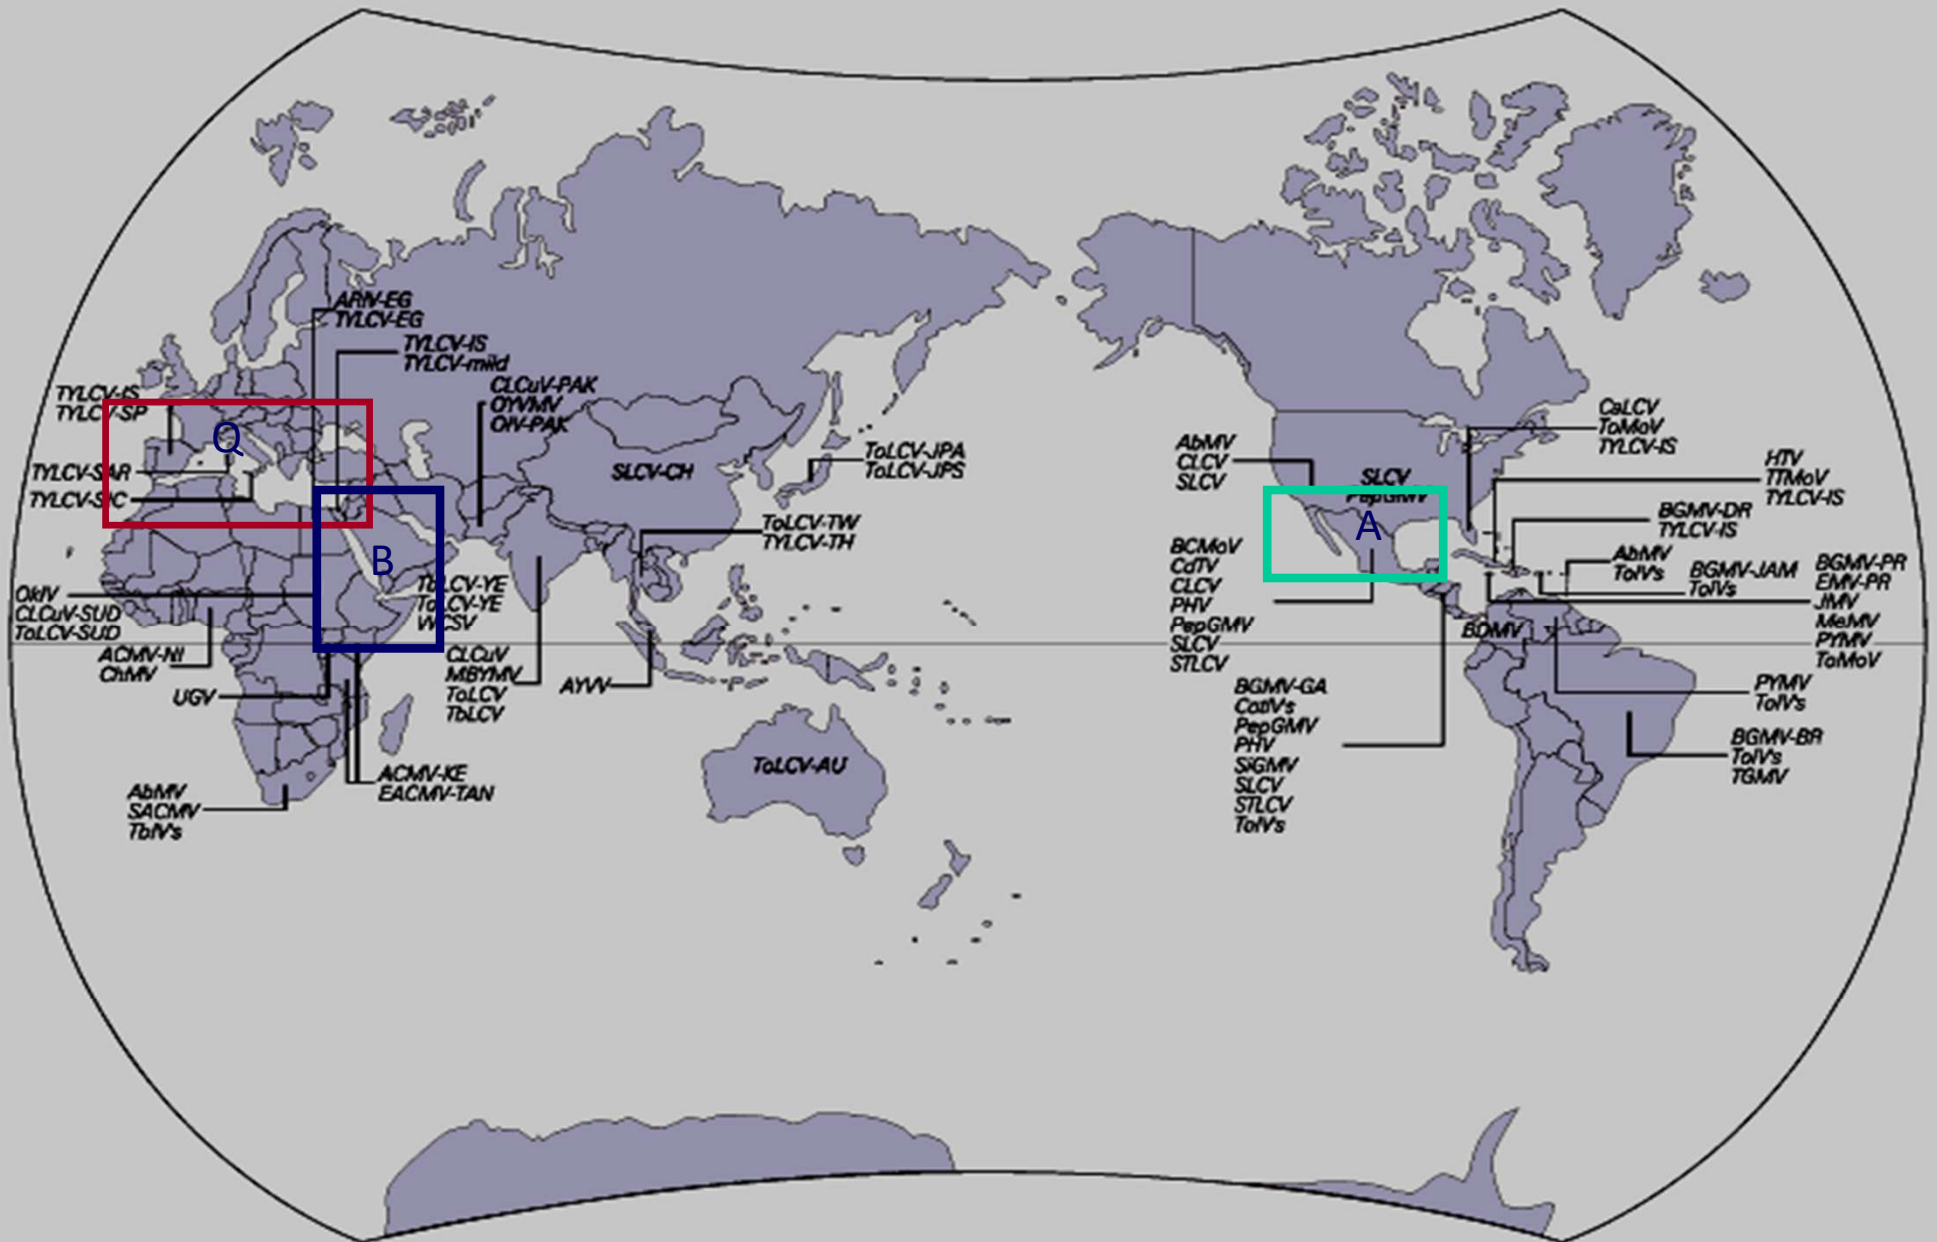 ARIV-EG
TYLCV-EG
TYLCV-IS
TYLCV-mild
CLCuV-PAK
OYVMV
OIV-PAK
TYLCV-IS
TYLCV-SP
Q
TYLCV-SAR
TYLCV-SIC
SLCV-CH
ToLCV-JPA
ToLCV-JPS
ToLCV-TW
TYLCV-TH
B
TbLCV-YE
ToLCV-YE
WCSV
OkIV
CLCuV-SUD
ToLCV-SUD
ACMV-NI
ChMV
UGV
CLCuV
MBYMV
ToLCV
TbLCV
AYVV
ToLCV-AU
ACMV-KE
EACMV-TAN
AbMV
SACMV
TbIV's
AbMV
CLCV
SLCV
SLCV
PepGMV
A
CaLCV
ToMoV
TYLCV-IS
HTV
TTMoV
TYLCV-IS
BGMV-DR
TYLCV-IS
AbMV
ToIV's
BGMV-JAM
ToIV's
BGMV-PR
EMV-PR
JMV
MeMV
PYMV
ToMoV
BCMoV
CdTV
CLCV
PHV
PepGMV
SLCV
STLCV
BDMV
BGMV-GA
CotIV's
PepGMV
PHV
SiGMV
SLCV
STLCV
ToIV's
PYMV
ToIV's
BGMV-BR
ToIV's
TGMV